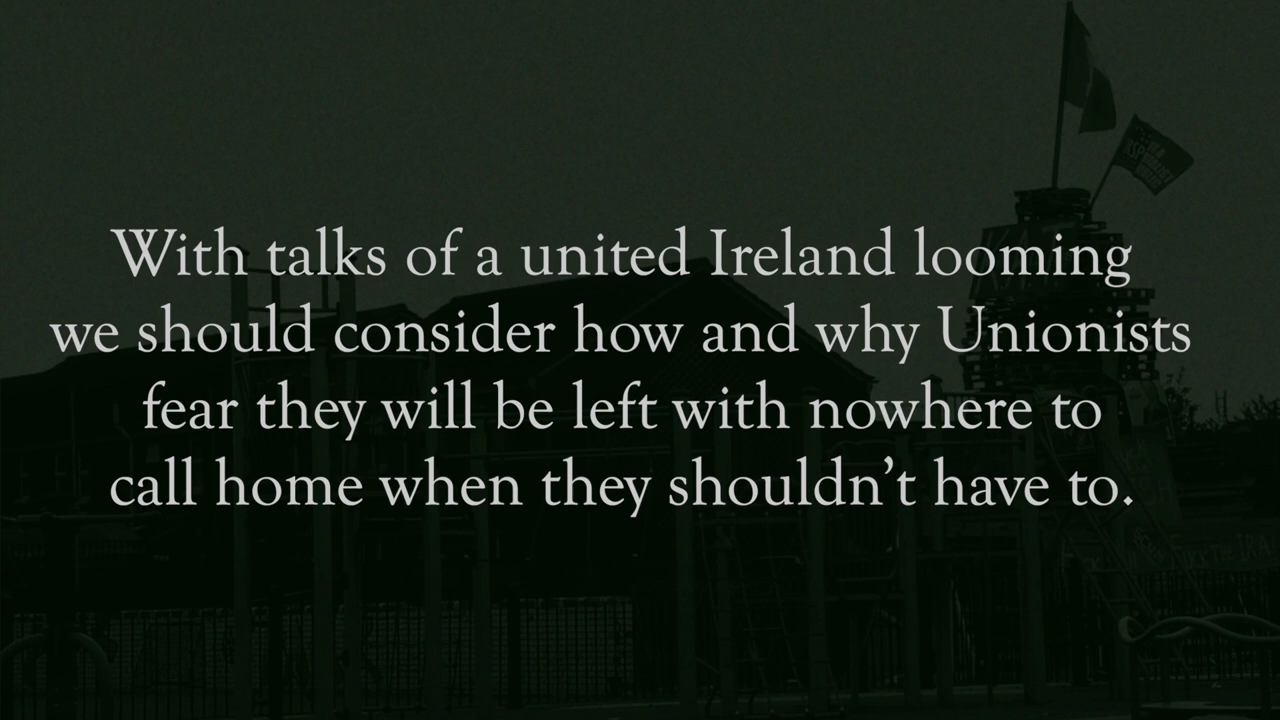 With talks of a united Ireland looming
we should consider how and why Unionists
fear they will be left with nowhere to
call home when they shouldn’t have to.